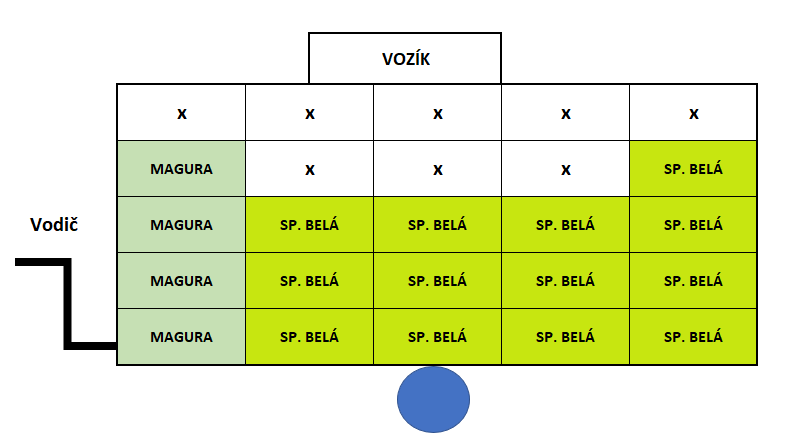 VOZÍK
x x x x x
MAGURA x x x SP. BELÁ
Vodič
MAGURA SP. BELÁ SP. BELÁ SP. BELÁ SP. BELÁ
MAGURA SP. BELÁ SP. BELÁ SP. BELÁ SP. BELÁ
MAGURA SP. BELÁ SP. BELÁ SP. BELÁ SP. BELÁ